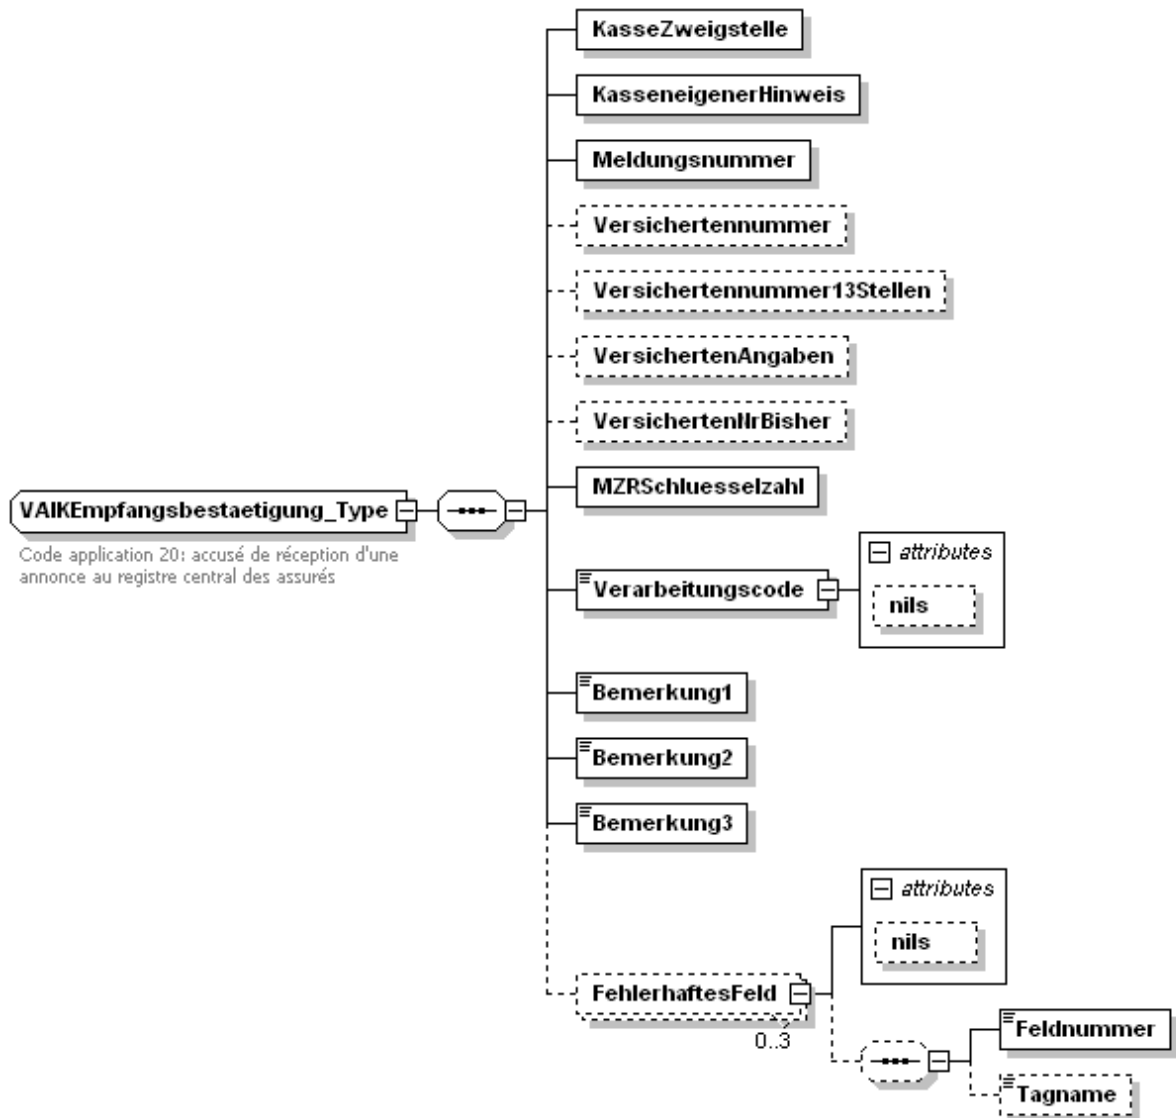 KasseZweigstelle
KasseneigenerHinweis
Meldungsnummer
Versichertennummer
Versichertennummer13Stellen
VersichertenAngaben
VersichertenNrBisher
MZRSchluesselzahl
VAIKEmpfangsbestaetigung_Type
Code application 20: accusé de réception d'une
annonce au registre central des assurés
attributes
Verarbeitungscode
nils
Bemerkung1
Bemerkung2
Bemerkung3
attributes
nils
FehlerhaftesFeld
0..3
Feldnummer
Tagname